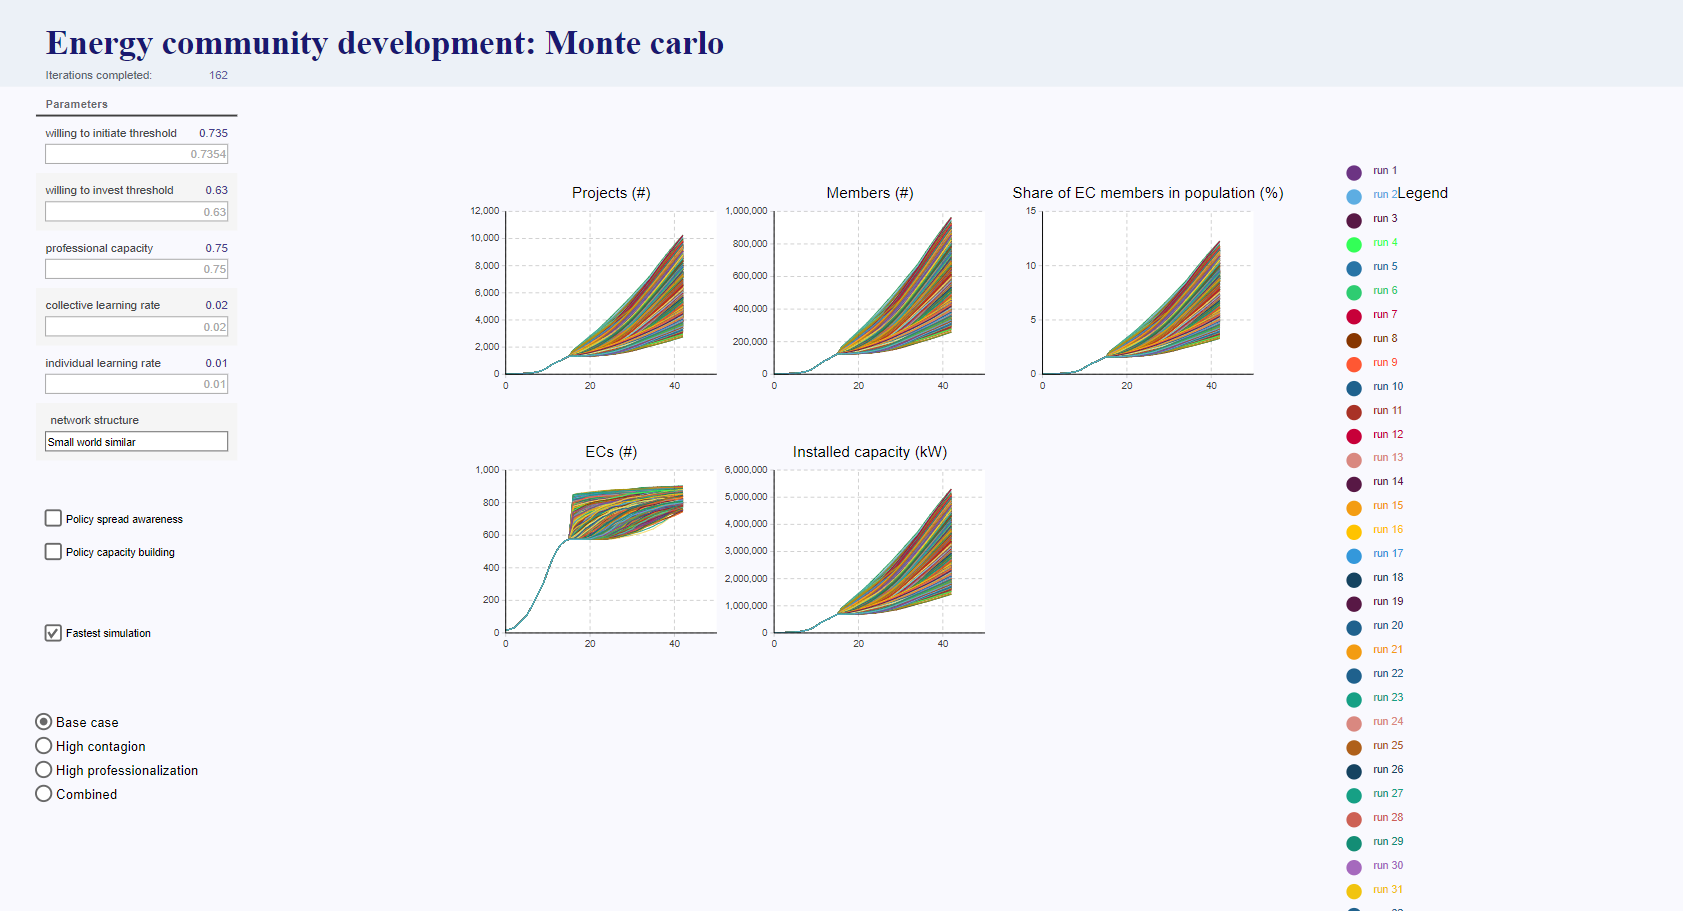 Energy community development: Monte carlo
Iterations completed: 162
Parameters
willing to initiate threshold 0.735
0.7354
willing to invest threshold 0.63
0.63
professional capacity 0.75
0.75
collective learning rate 0.02
0.02
individual learning rate 0.01
0.01
network structure
Small world similar
Policy spread awareness
Policy capacity building
Fastest simulation
Base case
High contagion
High professionalization
Combined
Projects (#)
12,000
10,000
8,000
6,000
4,000
2,000
0
0 20 40
Members (#)
1,000,000
800,000
600,000
400,000
200,000
0
0 20 40
Share of EC members in population (%)
15
10
5
0
0 20 40
ECs (#)
1,000
800
600
400
200
0
0 20 40
Installed capacity (kW)
6,000,000
5,000,000
4,000,000
3,000,000
2,000,000
1,000,000
0
0 20 40
Legend
run 1
run 2
run 3
run 4
run 5
run 6
run 7
run 8
run 9
run 10
run 11
run 12
run 13
run 14
run 15
run 16
run 17
run 18
run 19
run 20
run 21
run 22
run 23
run 24
run 25
run 26
run 27
run 28
run 29
run 30
run 31